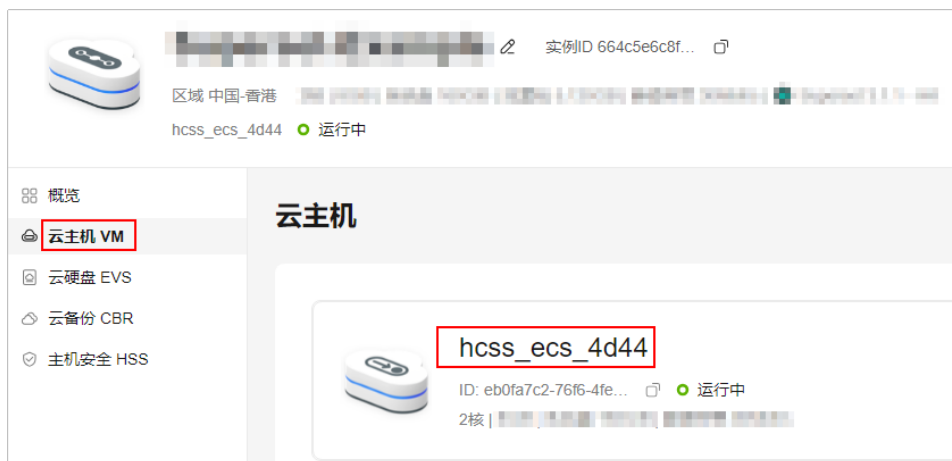 实例ID 664c5e6c8f...
区域 中国-香港
hcss_ecs_4d44 运行中
概览
云主机 VM
云硬盘 EVS
云备份 CBR
主机安全 HSS
云主机
hcss_ecs_4d44
ID: eb0fa7c2-76f6-4fe... 运行中
2核 |